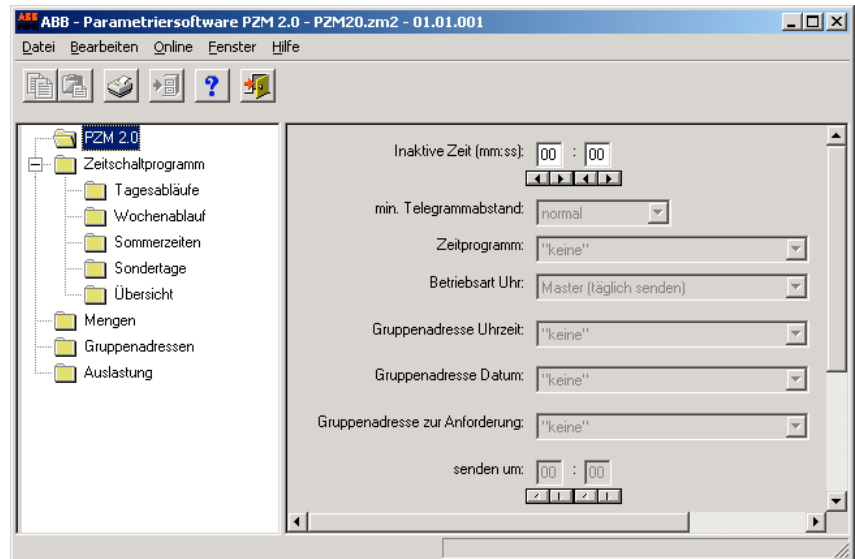 ABB - Parametriersoftware PZM 2.0 - PZM20.zm2 - 01.01.001
Datei Bearbeiten Online Fenster Hilfe
PZM 2.0
Zeitschaltprogramm
Tagesabläufe
Wochenablauf
Sommerzeiten
Sondertage
Übersicht
Mengen
Gruppenadressen
Auslastung
Inaktive Zeit (mm:ss): 00 : 00
min. Telegrammabstand: normal
Zeitprogramm: "keine"
Betriebsart Uhr: Master (täglich senden)
Gruppenadresse Uhrzeit: "keine"
Gruppenadresse Datum: "keine"
Gruppenadresse zur Anforderung: "keine"
senden um: 00 : 00